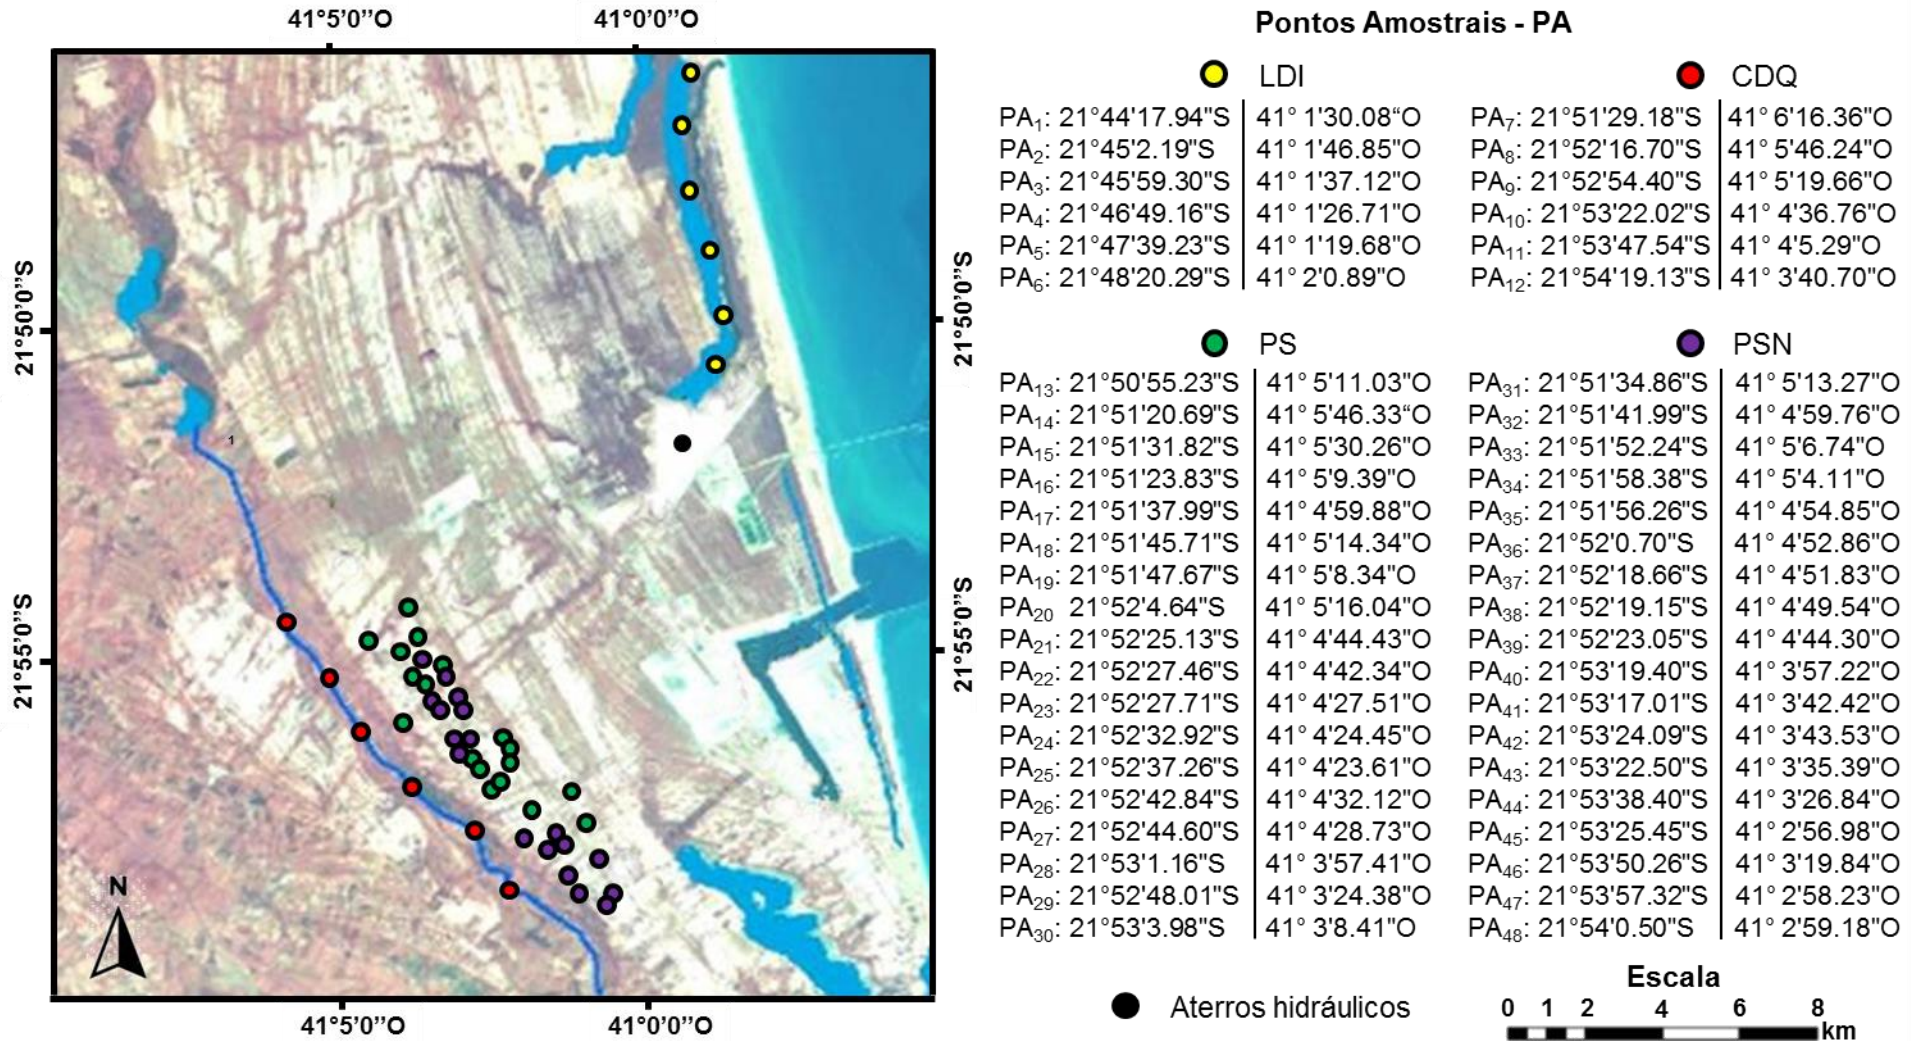 41°5'0''O 41°0'0''O
Pontos Amostrais - PA
LDI
PA1: 21°44'17.94"S 41° 1'30.08“O
PA2: 21°45'2.19"S 41° 1'46.85"O
PA3: 21°45'59.30"S 41° 1'37.12"O
PA4: 21°46'49.16"S 41° 1'26.71"O
PA5: 21°47'39.23"S 41° 1'19.68"O
PA6: 21°48'20.29"S 41° 2'0.89"O
CDQ
PA7: 21°51'29.18"S 41° 6'16.36"O
PA8: 21°52'16.70"S 41° 5'46.24"O
PA9: 21°52'54.40"S 41° 5'19.66"O
PA10: 21°53'22.02"S 41° 4'36.76"O
PA11: 21°53'47.54"S 41° 4'5.29"O
PA12: 21°54'19.13"S 41° 3'40.70"O
PS
PA13: 21°50'55.23"S 41° 5'11.03"O
PA14: 21°51'20.69"S 41° 5'46.33“O
PA15: 21°51'31.82"S 41° 5'30.26"O
PA16: 21°51'23.83"S 41° 5'9.39"O
PA17: 21°51'37.99"S 41° 4'59.88"O
PA18: 21°51'45.71"S 41° 5'14.34"O
PA19: 21°51'47.67"S 41° 5'8.34"O
PA20 21°52'4.64"S 41° 5'16.04"O
PA21: 21°52'25.13"S 41° 4'44.43"O
PA22: 21°52'27.46"S 41° 4'42.34"O
PA23: 21°52'27.71"S 41° 4'27.51"O
PA24: 21°52'32.92"S 41° 4'24.45"O
PA25: 21°52'37.26"S 41° 4'23.61"O
PA26: 21°52'42.84"S 41° 4'32.12"O
PA27: 21°52'44.60"S 41° 4'28.73"O
PA28: 21°53'1.16"S 41° 3'57.41"O
PA29: 21°52'48.01"S 41° 3'24.38"O
PA30: 21°53'3.98"S 41° 3'8.41"O
PSN
PA31: 21°51'34.86"S 41° 5'13.27"O
PA32: 21°51'41.99"S 41° 4'59.76"O
PA33: 21°51'52.24"S 41° 5'6.74"O
PA34: 21°51'58.38"S 41° 5'4.11"O
PA35: 21°51'56.26"S 41° 4'54.85"O
PA36: 21°52'0.70"S 41° 4'52.86"O
PA37: 21°52'18.66"S 41° 4'51.83"O
PA38: 21°52'19.15"S 41° 4'49.54"O
PA39: 21°52'23.05"S 41° 4'44.30"O
PA40: 21°53'19.40"S 41° 3'57.22"O
PA41: 21°53'17.01"S 41° 3'42.42"O
PA42: 21°53'24.09"S 41° 3'43.53"O
PA43: 21°53'22.50"S 41° 3'35.39"O
PA44: 21°53'38.40"S 41° 3'26.84"O
PA45: 21°53'25.45"S 41° 2'56.98"O
PA46: 21°53'50.26"S 41° 3'19.84"O
PA47: 21°53'57.32"S 41° 2'58.23"O
PA48: 21°54'0.50"S 41° 2'59.18"O
21°50'0''S
21°50'0''S
1
21°55'0''S
21°55'0''S
N
41°5'0''O 41°0'0''O
Aterros hidráulicos
Escala
0 1 2 4 6 8
km